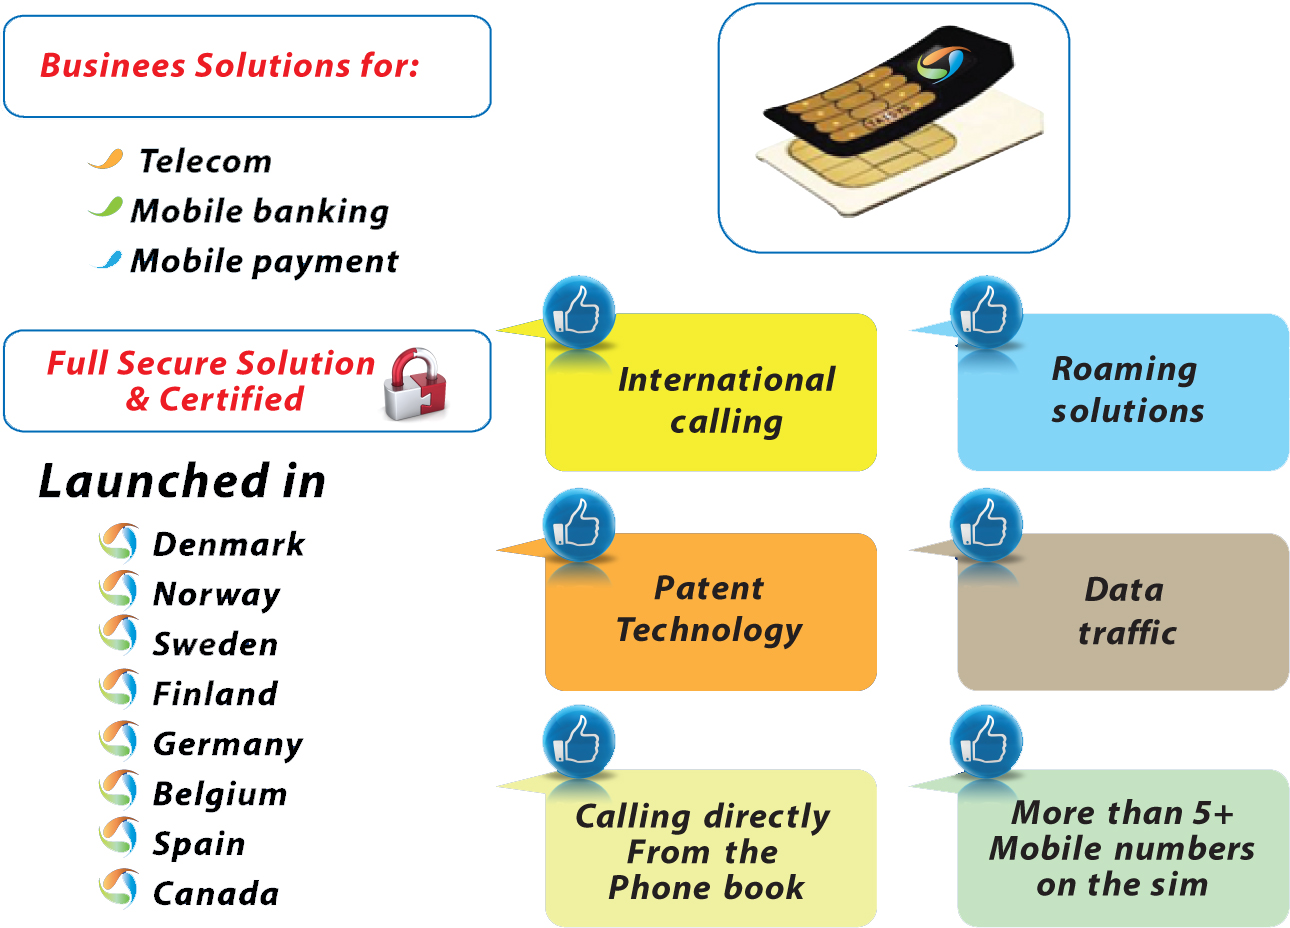 Businees Solutions for:
Telecom
Mobile banking
Mobile payment
Full Secure Solution
& Certified
Launched in
Denmark
Norway
Sweden
Finland
Germany
Belgium
Spain
Canada
International
calling
Roaming
solutions
Patent
Technology
Data
traffic
Calling directly
From the
Phone book
More than 5+
Mobile numbers
on the sim